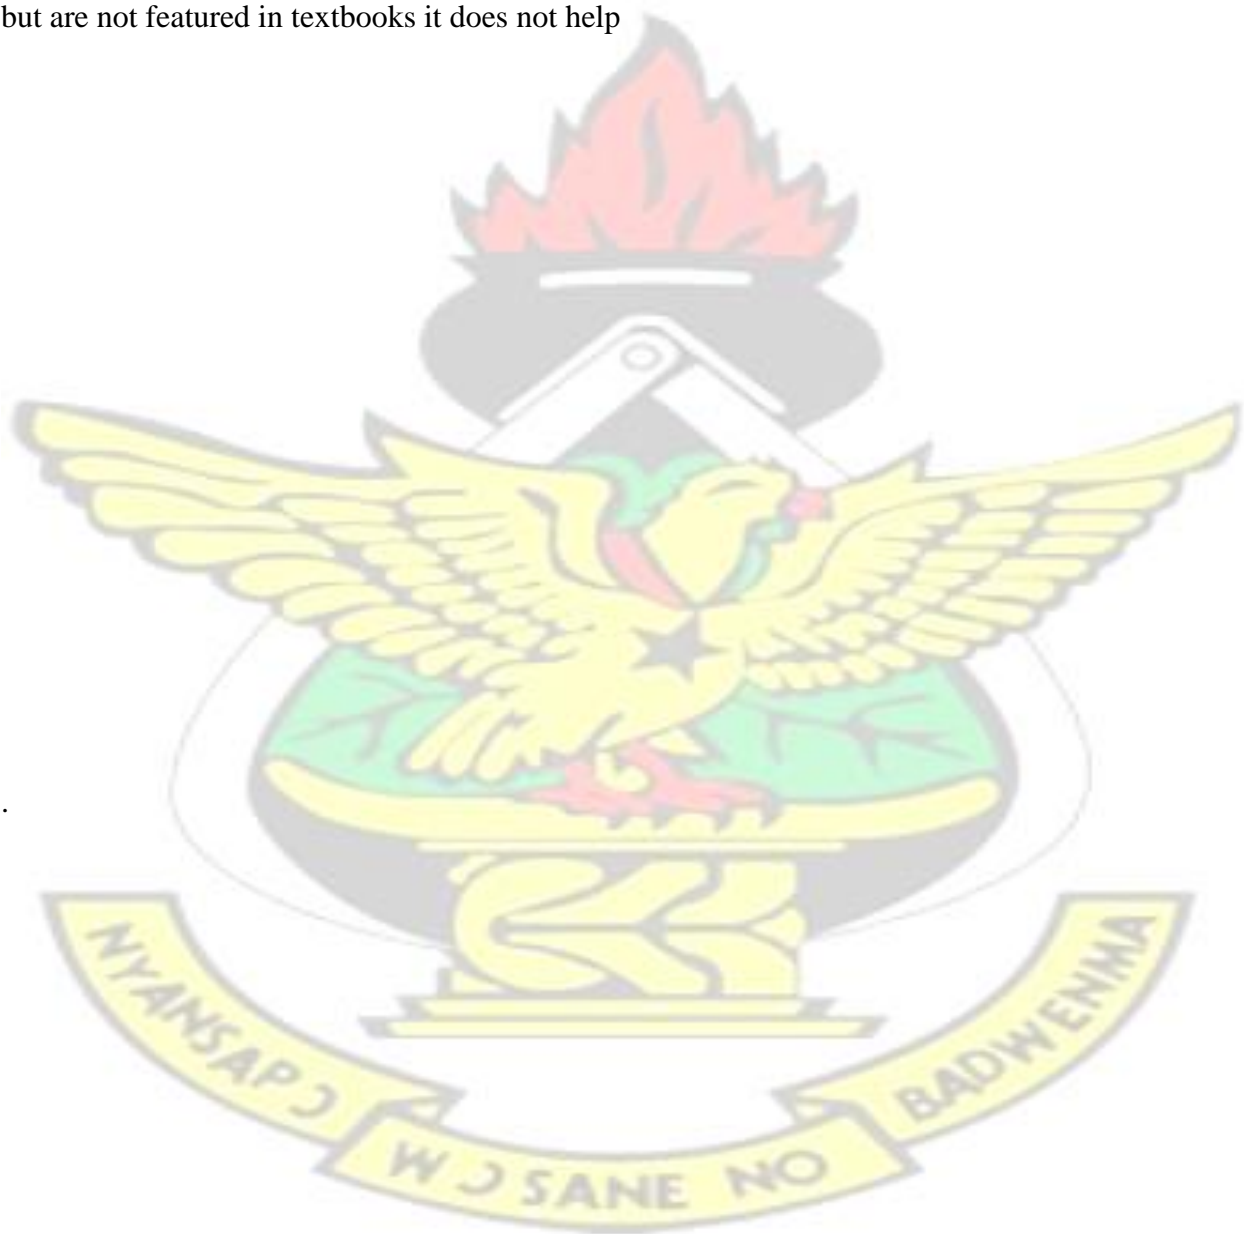 but are not featured in textbooks it does not help
.
NYANSAPƆ
WƆSANE NO
BADWENMA